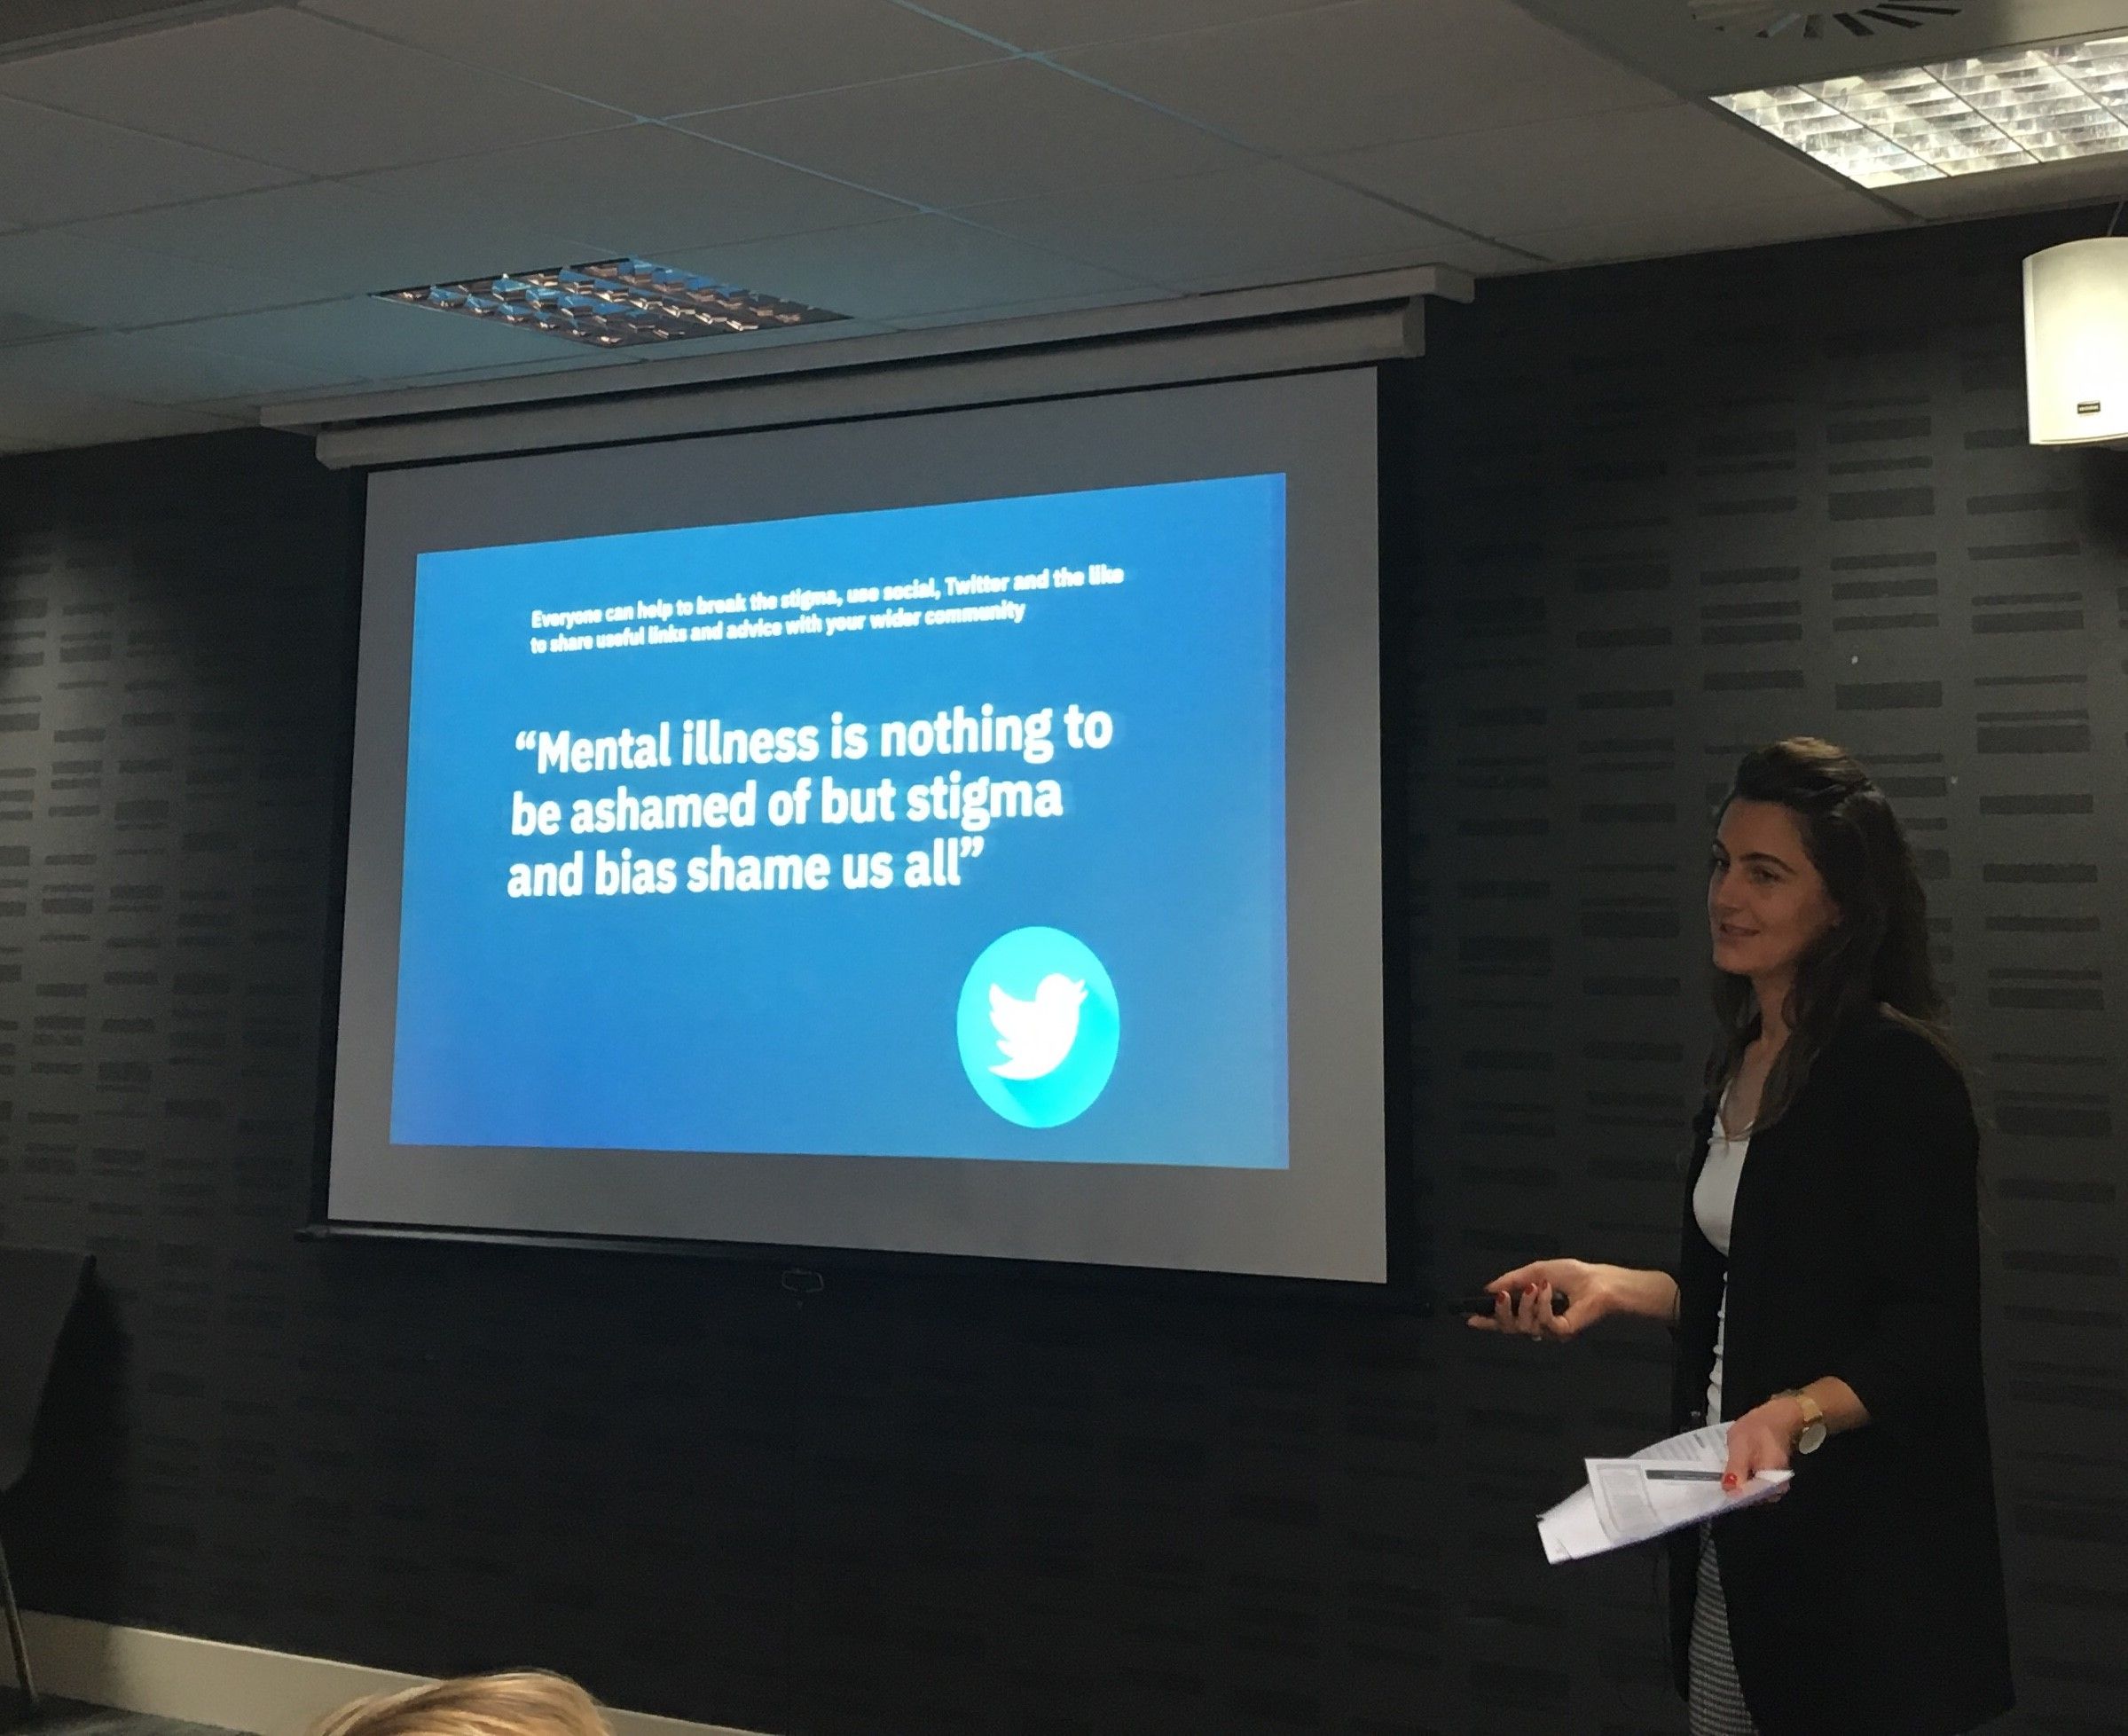 Everyone can help to break the stigma, use social, Twitter and the like
to share useful links and advice with your wider community
“Mental illness is nothing to
be ashamed of but stigma
and bias shame us all”